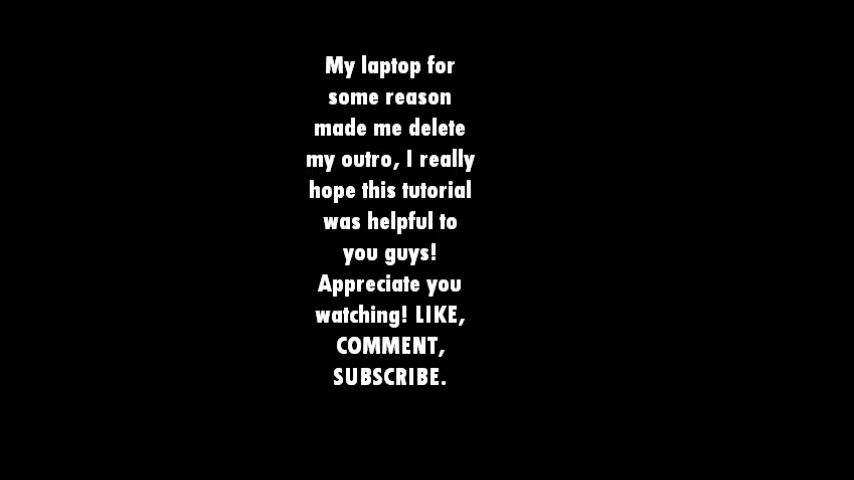 My laptop for
some reason
made me delete
my outro, I really
hope this tutorial
was helpful to
you guys!
Appreciate you
watching! LIKE,
COMMENT,
SUBSCRIBE.